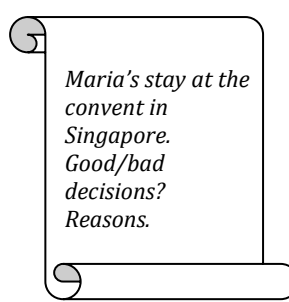 Maria’s stay at the
convent in
Singapore.
Good/bad
decisions?
Reasons.